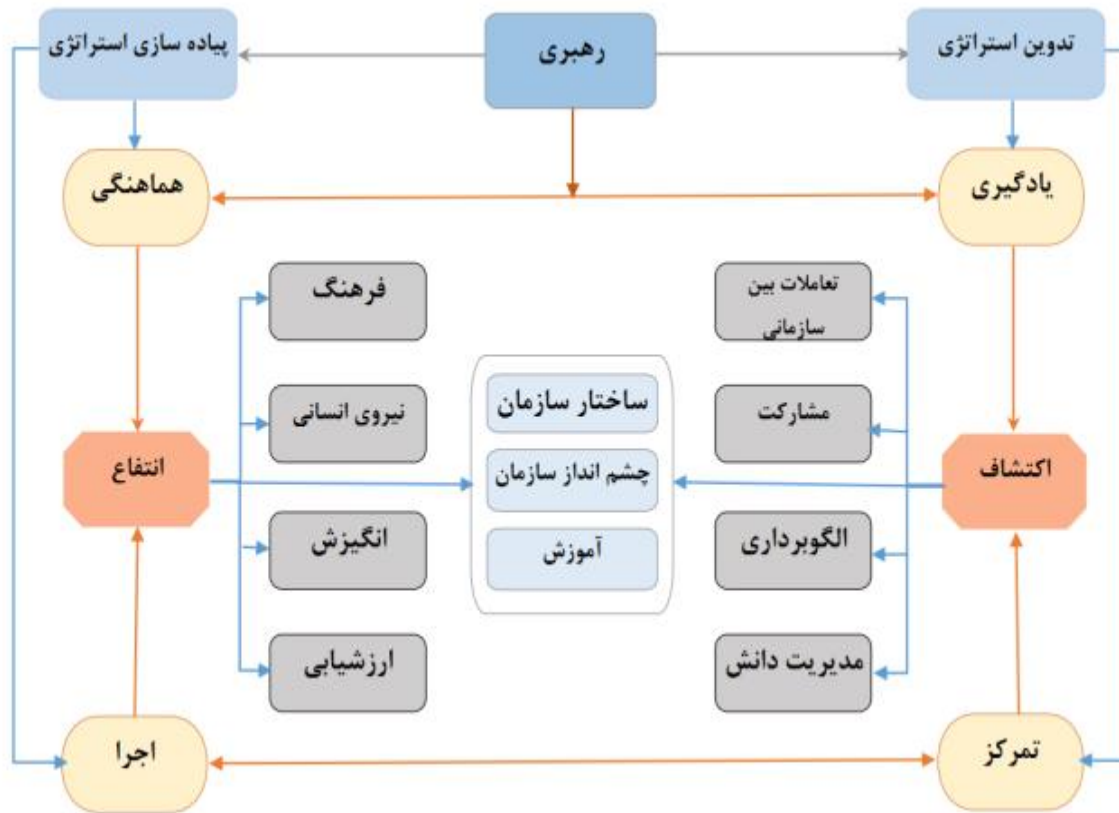 تدوین استراتژی
رهبری
پیاده سازی استراتژی
یادگیری
هماهنگی
تعاملات بین
سازمانی
فرهنگ
ساختار سازمان
مشارکت
نیروی انسانی
اکتشاف
چشم انداز سازمان
انتفاع
الگوبرداری
آموزش
انگیزش
مدیریت دانش
ارزشیابی
تمرکز
اجرا